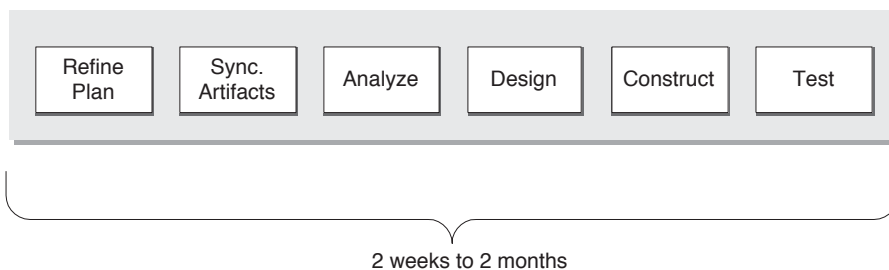 Refine
Plan
Sync.
Artifacts
Analyze
Design
Construct
Test
2 weeks to 2 months